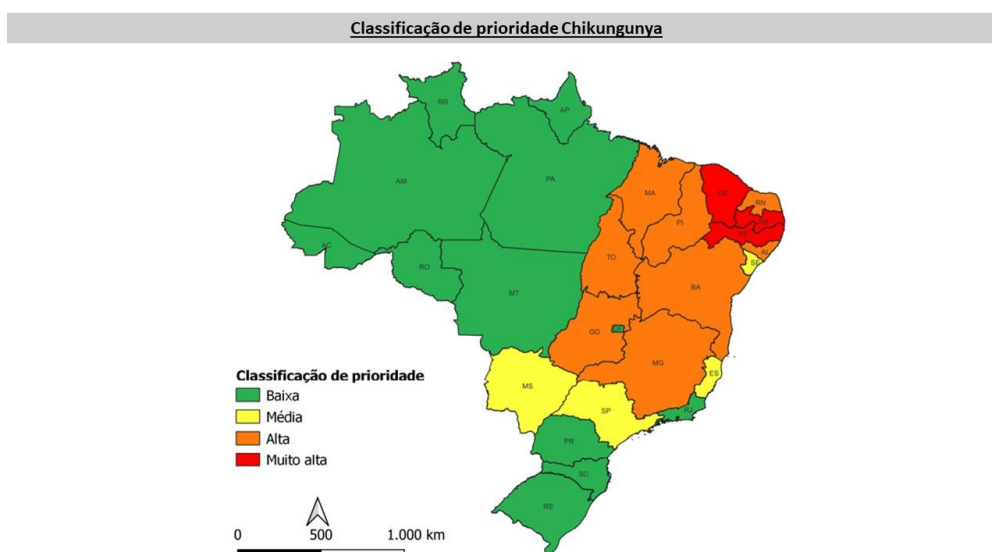 Classificação de prioridade Chikungunya
RR
AP
AM
PA
MA
CE
RN
PB
PI
PE
AC
TO
AL
SE
RO
BA
MT
GO
DF
MG
ES
MS
SP
RJ
PR
SC
RS
Classificação de prioridade
Baixa
Média
Alta
Muito alta
0 500 1.000 km